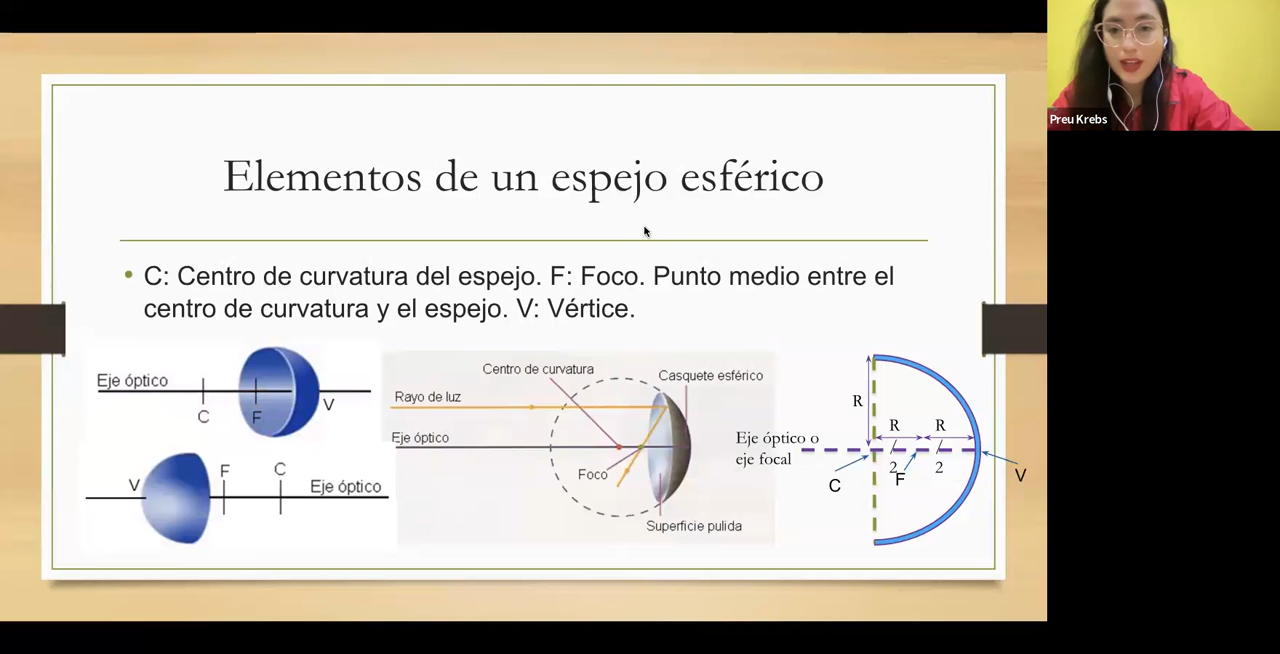 Preu Krebs
Elementos de un espejo esférico
• C: Centro de curvatura del espejo. F: Foco. Punto medio entre el
centro de curvatura y el espejo. V: Vértice.
Eje óptico
C
F
V
V
F
C
Eje óptico
Centro de curvatura
Casquete esférico
Rayo de luz
Eje óptico
Foco
Superficie pulida
R
R
/
2
R
/
2
Eje óptico o
eje focal
C
F
V